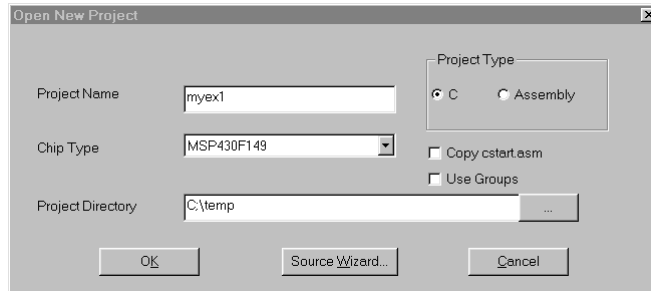 Open New Project
Project Type
Project Name
myex1
C
Assembly
Chip Type
MSP430F149
Copy cstart.asm
Use Groups
Project Directory
C:\temp
...
OK
Source Wizard...
Cancel